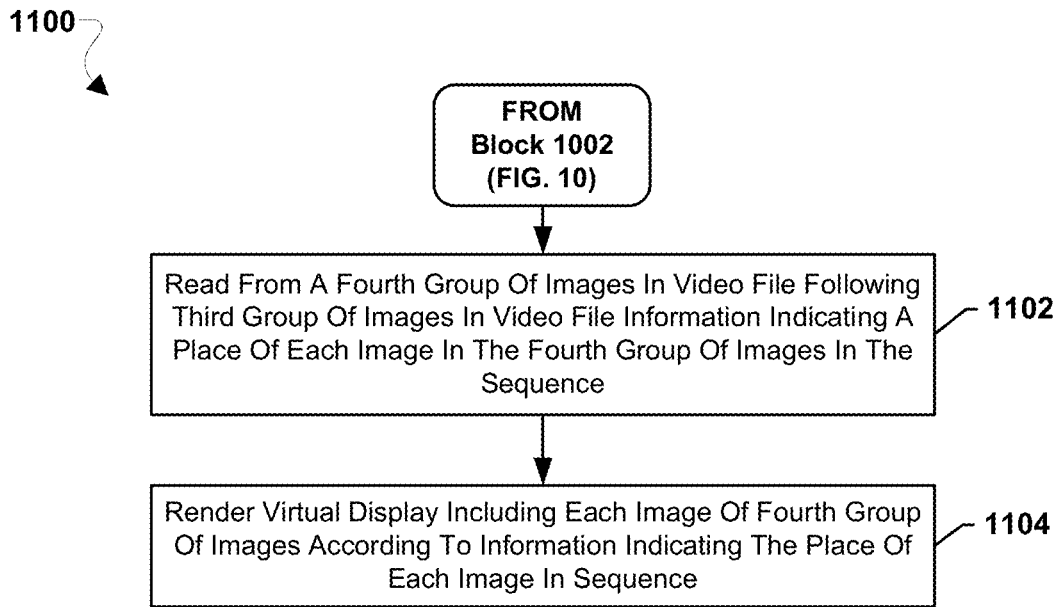 1100
FROM
Block 1002
(FIG. 10)
Read From A Fourth Group Of Images In Video File Following
Third Group Of Images In Video File Information Indicating A
Place Of Each Image In The Fourth Group Of Images In The
Sequence
1102
Render Virtual Display Including Each Image Of Fourth Group
Of Images According To Information Indicating The Place Of
Each Image In Sequence
1104